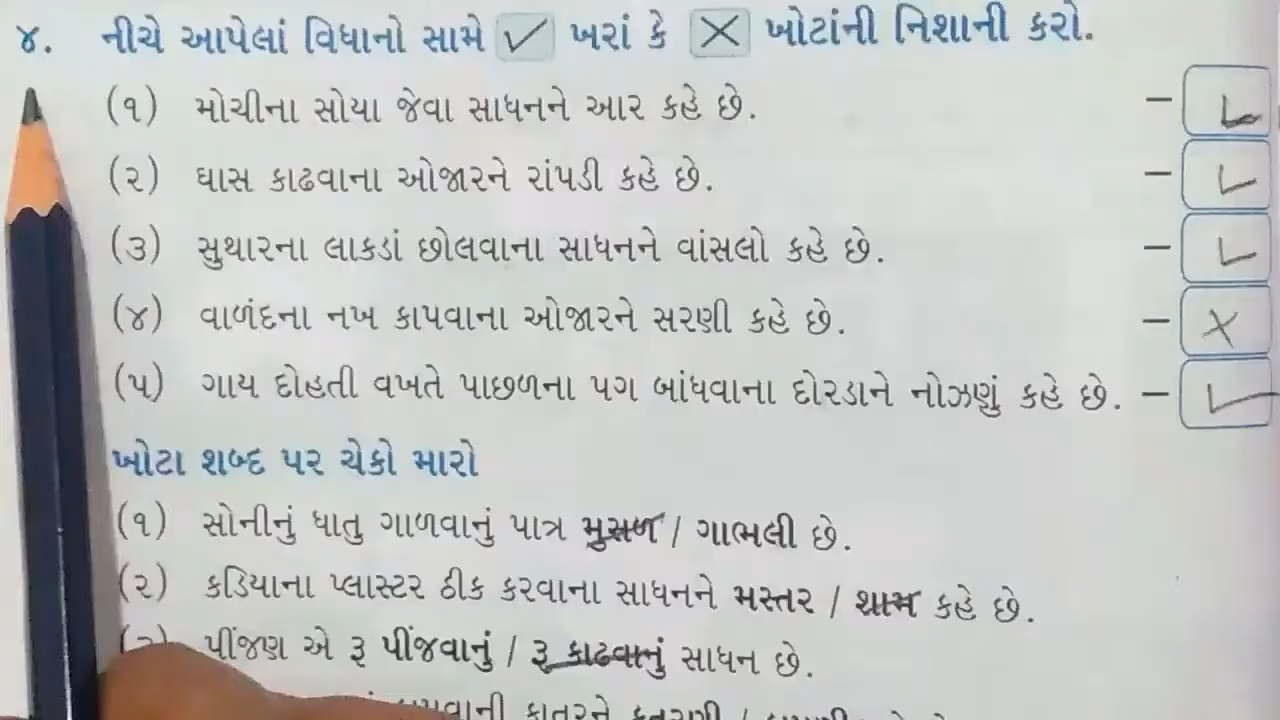 ૪. નીચે આપેલાં વિધાનો સામે ✓ ખરાં કે ✗ ખોટાંની નિશાની કરો.
(૧) મોચીના સોયા જેવા સાધનને આર કહે છે. – ✓
(૨) ઘાસ કાઢવાના ઓજારને રાંપડી કહે છે. – ✓
(૩) સુથારના લાકડાં છોલવાના સાધનને વાંસલો કહે છે. – ✓
(૪) વાળંદના નખ કાપવાના ઓજારને સરણી કહે છે. – ✗
(૫) ગાય દોહતી વખતે પાછળના પગ બાંધવાના દોરડાને નોઝણું કહે છે. – ✓
ખોટા શબ્દ પર ચેકો મારો
(૧) સોનીનું ધાતુ ગાળવાનું પાત્ર મુસળ / ગાભલી છે.
(૨) કડિયાના પ્લાસ્ટર ઠીક કરવાના સાધનને મસ્તર / શામ કહે છે.
પીંજણ એ રૂ પીંજવાનું / રૂ કાઢવાનું સાધન છે.
કાતરને